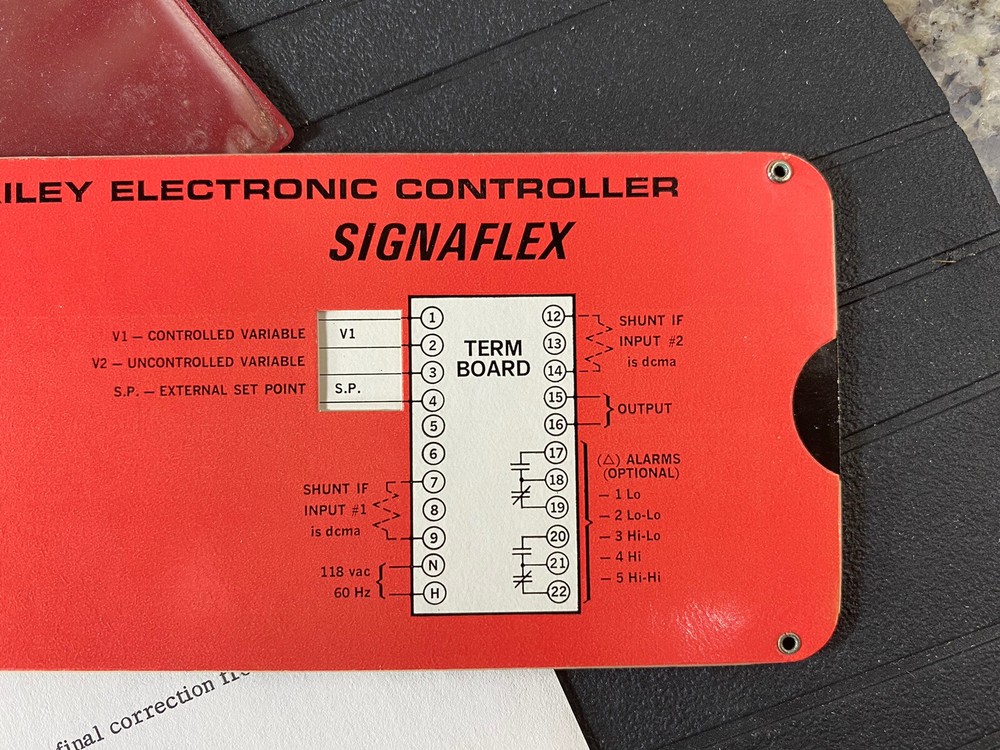 ILEY ELECTRONIC CONTROLLER
SIGNAFLEX
V1 — CONTROLLED VARIABLE
V2 — UNCONTROLLED VARIABLE
S.P. — EXTERNAL SET POINT
V1
S.P.
1
2
3
4
5
6
7
8
9
N
H
TERM
BOARD
12
13
14
15
16
17
18
19
20
21
22
SHUNT IF
INPUT #1
is dcma
118 vac
60 Hz
SHUNT IF
INPUT #2
is dcma
OUTPUT
(△) ALARMS
(OPTIONAL)
— 1 Lo
— 2 Lo-Lo
— 3 Hi-Lo
— 4 Hi
— 5 Hi-Hi
final correction